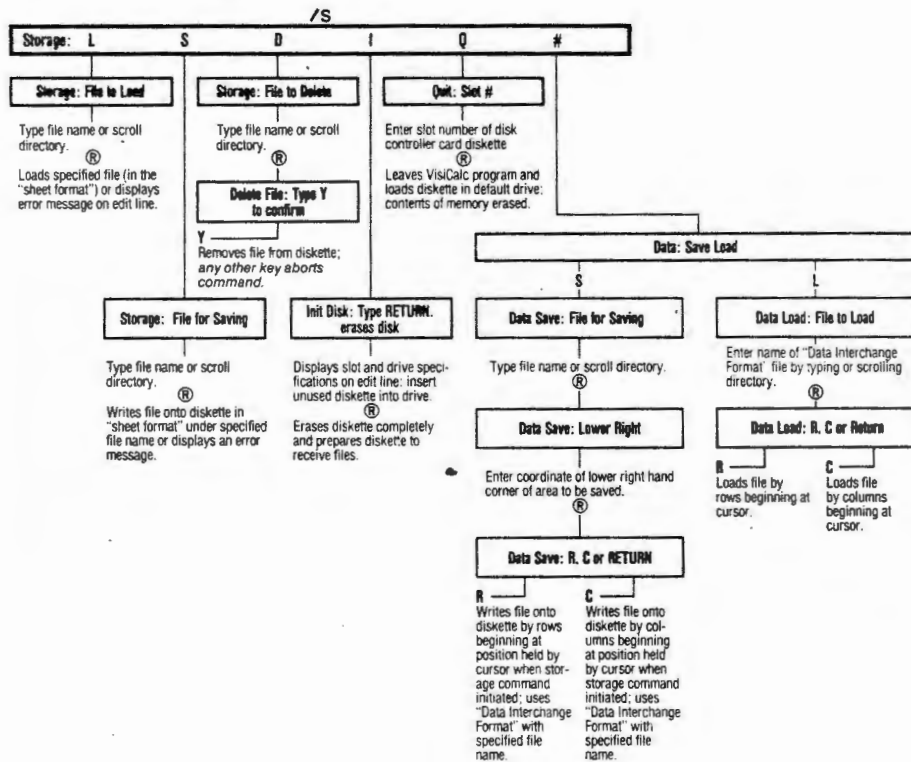 /S
Storage: L S D I Q #
Storage: File to Load
Type file name or scroll
directory.
®
Loads specified file (in the
"sheet format") or displays
error message on edit line.
Storage: File to Delete
Type file name or scroll
directory.
®
Delete File: Type Y
to confirm
Y
Removes file from diskette;
any other key aborts
command.
Quit: Slot #
Enter slot number of disk
controller card diskette
®
Leaves VisiCalc program and
loads diskette in default drive;
contents of memory erased.
Data: Save Load
S L
Storage: File for Saving
Type file name or scroll
directory.
®
Writes file onto diskette in
"sheet format" under specified
file name or displays an error
message.
Init Disk: Type RETURN.
erases disk
Displays slot and drive speci-
fications on edit line: insert
unused diskette into drive.
®
Erases diskette completely
and prepares diskette to
receive files.
Data Save: File for Saving
Type file name or scroll directory.
®
Data Save: Lower Right
Enter coordinate of lower right hand
corner of area to be saved.
®
Data Save: R, C or RETURN
R
Writes file onto
diskette by rows
beginning at
position held by
cursor when stor-
age command
initiated; uses
"Data Interchange
Format" with
specified file
name.
C
Writes file onto
diskette by col-
umns beginning
at position held
by cursor when
storage command
initiated; uses
"Data Interchange
Format" with
specified file
name.
Data Load: File to Load
Enter name of "Data Interchange
Format' file by typing or scrolling
directory.
®
Data Load: R, C or Return
R
Loads file by
rows beginning at
cursor.
C
Loads file
by columns
beginning at
cursor.